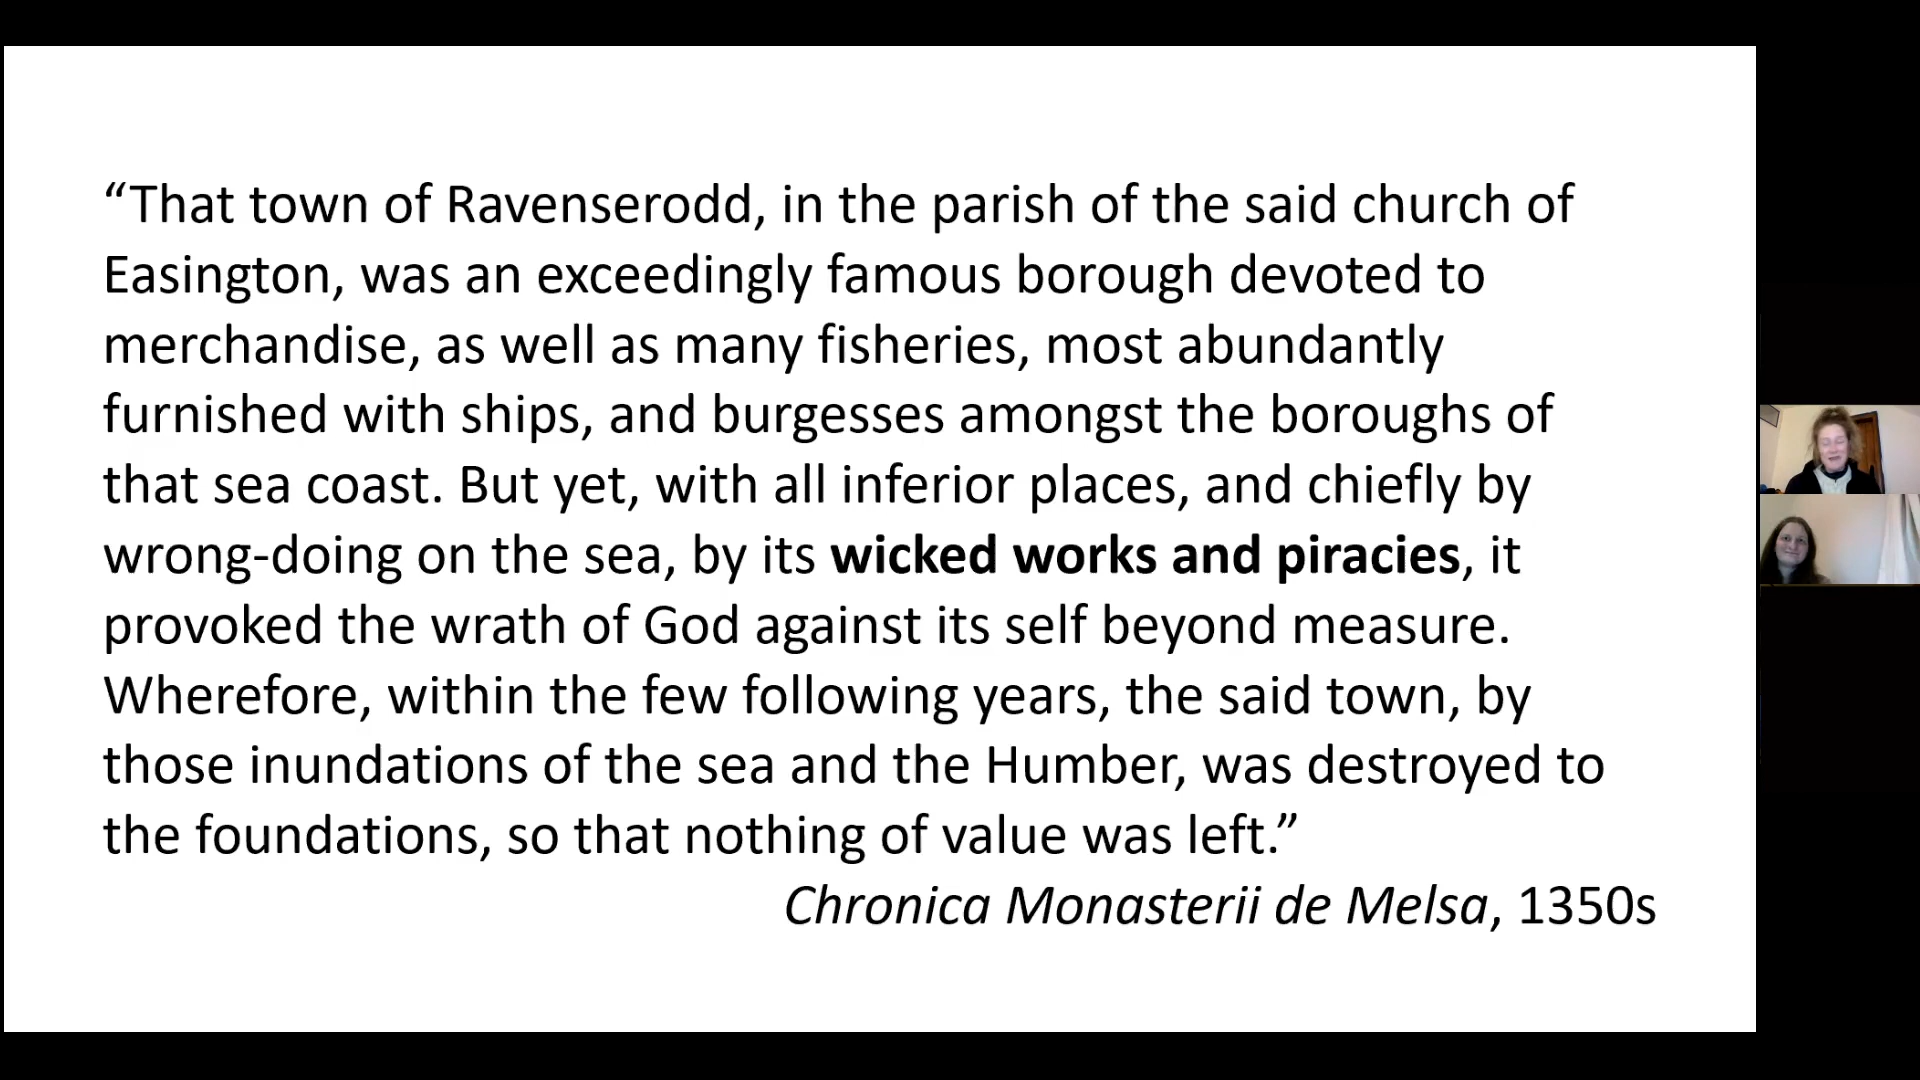 “That town of Ravenserodd, in the parish of the said church of
Easington, was an exceedingly famous borough devoted to
merchandise, as well as many fisheries, most abundantly
furnished with ships, and burgesses amongst the boroughs of
that sea coast. But yet, with all inferior places, and chiefly by
wrong-doing on the sea, by its wicked works and piracies, it
provoked the wrath of God against its self beyond measure.
Wherefore, within the few following years, the said town, by
those inundations of the sea and the Humber, was destroyed to
the foundations, so that nothing of value was left.”
Chronica Monasterii de Melsa, 1350s